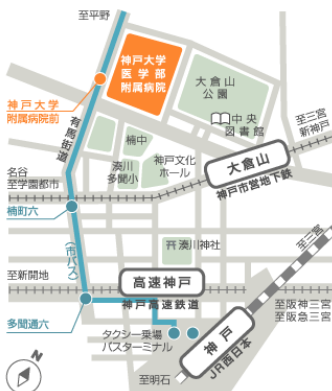 至平野
神戸大学
医学部
附属病院
大倉山
公園
神戸大学
附属病院前
有馬街道
中央
図書館
楠中
湊川
多聞小
神戸文化
ホール
大倉山
神戸市営地下鉄
至三宮
新神戸
名谷
至学園都市
楠町六
(市バス)
湊川神社
至三宮
至新開地
高速神戸
神戸高速鉄道
多聞通六
タクシー乗場
バスターミナル
神戸
JR西日本
至阪神三宮
至阪急三宮
至明石
N